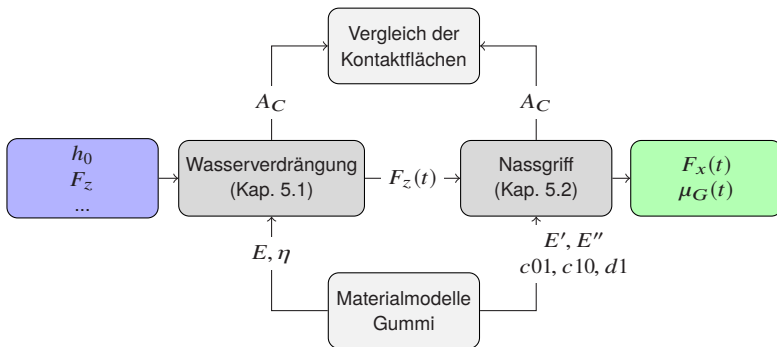 Vergleich der
Kontaktflächen
A_C
A_C
h_0
F_z
...
Wasserverdrängung
(Kap. 5.1)
F_z(t)
Nassgriff
(Kap. 5.2)
F_x(t)
μ_G(t)
E, η
E′, E″
c01, c10, d1
Materialmodelle
Gummi